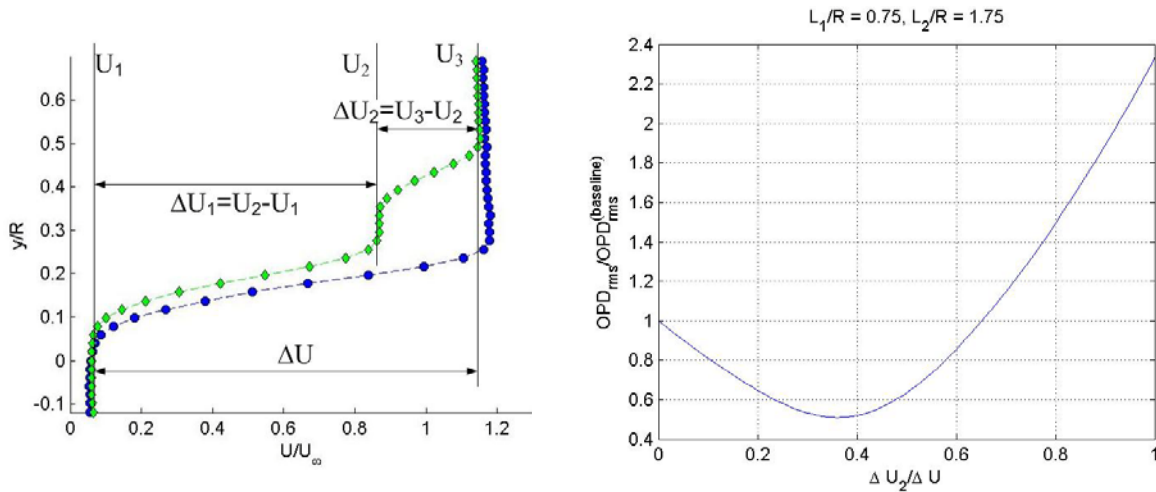 U₁
U₂
U₃
ΔU₂=U₃-U₂
ΔU₁=U₂-U₁
ΔU
y/R
0.6
0.5
0.4
0.3
0.2
0.1
0
-0.1
0 0.2 0.4 0.6 0.8 1 1.2
U/U∞
L₁/R = 0.75, L₂/R = 1.75
OPDrms/OPDrms(baseline)
2.4
2.2
2
1.8
1.6
1.4
1.2
1
0.8
0.6
0.4
0 0.2 0.4 0.6 0.8 1
Δ U₂/Δ U